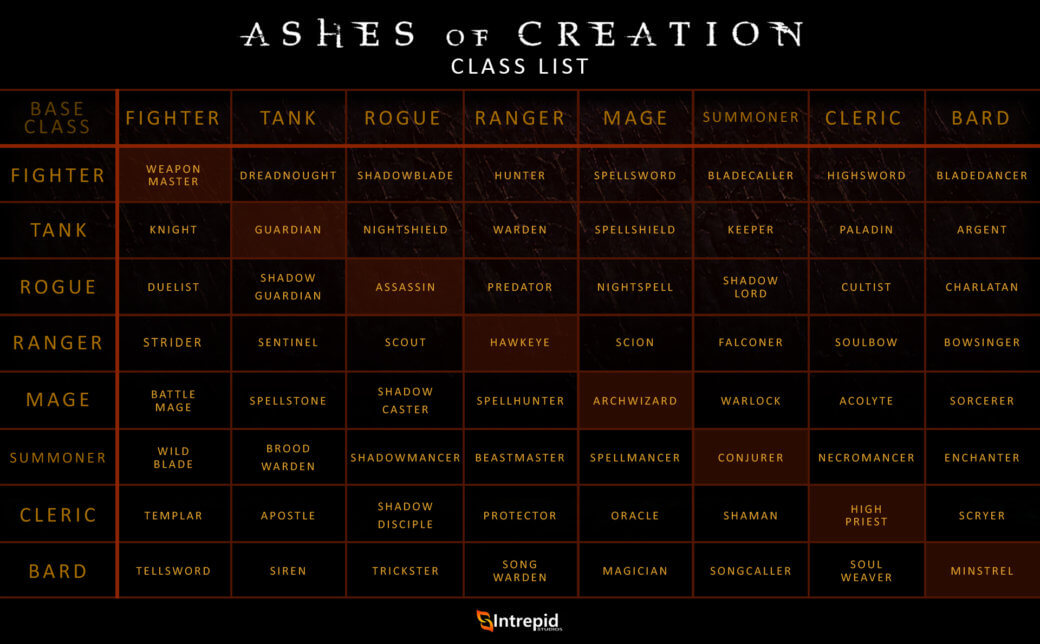 ASHES OF CREATION
CLASS LIST
BASE CLASS FIGHTER TANK ROGUE RANGER MAGE SUMMONER CLERIC BARD
FIGHTER WEAPON MASTER DREADNOUGHT SHADOWBLADE HUNTER SPELLSWORD BLADECALLER HIGHSWORD BLADEDANCER
TANK KNIGHT GUARDIAN NIGHTSHIELD WARDEN SPELLSHIELD KEEPER PALADIN ARGENT
ROGUE DUELIST SHADOW GUARDIAN ASSASSIN PREDATOR NIGHTSPELL SHADOW LORD CULTIST CHARLATAN
RANGER STRIDER SENTINEL SCOUT HAWKEYE SCION FALCONER SOULBOW BOWSINGER
MAGE BATTLE MAGE SPELLSTONE SHADOW CASTER SPELLHUNTER ARCHWIZARD WARLOCK ACOLYTE SORCERER
SUMMONER WILD BLADE BROOD WARDEN SHADOWMANCER BEASTMASTER SPELLMANCER CONJURER NECROMANCER ENCHANTER
CLERIC TEMPLAR APOSTLE SHADOW DISCIPLE PROTECTOR ORACLE SHAMAN HIGH PRIEST SCRYER
BARD TELLSWORD SIREN TRICKSTER SONG WARDEN MAGICIAN SONGCALLER SOUL WEAVER MINSTREL
Intrepid
STUDIOS